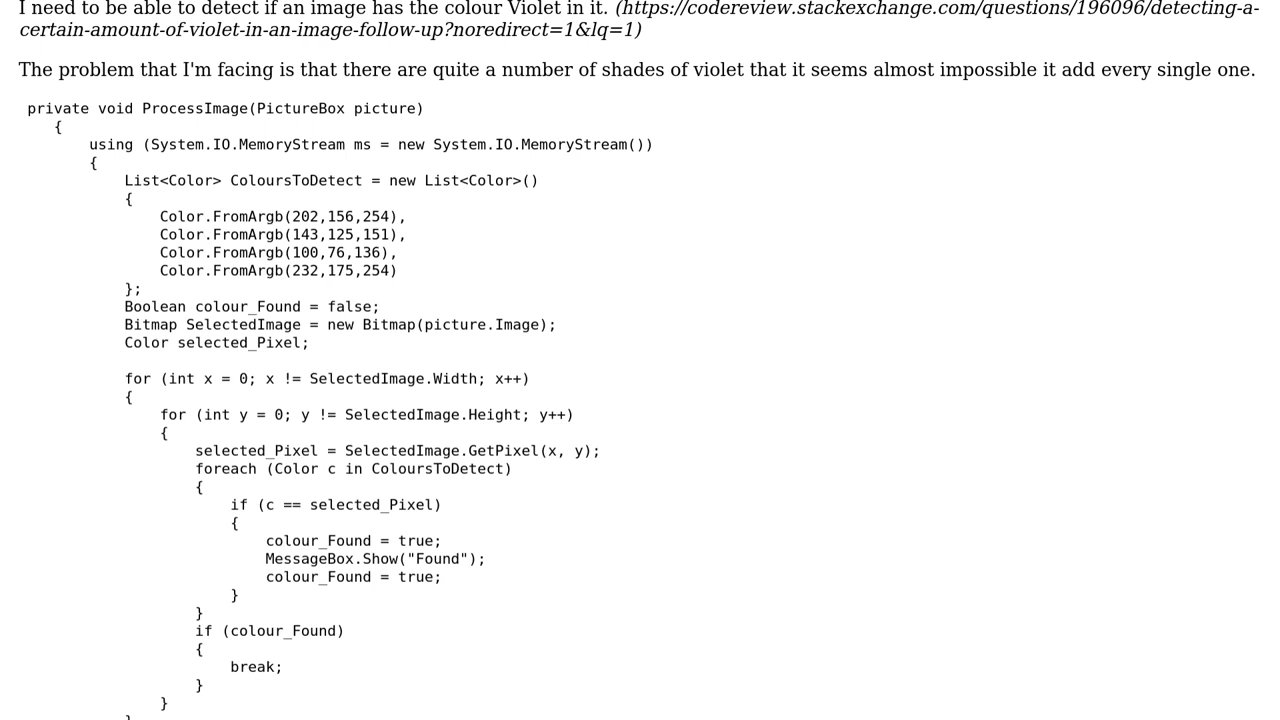 I need to be able to detect if an image has the colour Violet in it. (https://codereview.stackexchange.com/questions/196096/detecting-a-
certain-amount-of-violet-in-an-image-follow-up?noredirect=1&lq=1)
The problem that I'm facing is that there are quite a number of shades of violet that it seems almost impossible it add every single one.
private void ProcessImage(PictureBox picture)
{
using (System.IO.MemoryStream ms = new System.IO.MemoryStream())
{
List<Color> ColoursToDetect = new List<Color>()
{
Color.FromArgb(202,156,254),
Color.FromArgb(143,125,151),
Color.FromArgb(100,76,136),
Color.FromArgb(232,175,254)
};
Boolean colour_Found = false;
Bitmap SelectedImage = new Bitmap(picture.Image);
Color selected_Pixel;
for (int x = 0; x != SelectedImage.Width; x++)
{
for (int y = 0; y != SelectedImage.Height; y++)
{
selected_Pixel = SelectedImage.GetPixel(x, y);
foreach (Color c in ColoursToDetect)
{
if (c == selected_Pixel)
{
colour_Found = true;
MessageBox.Show("Found");
colour_Found = true;
}
}
if (colour_Found)
{
break;
}
}